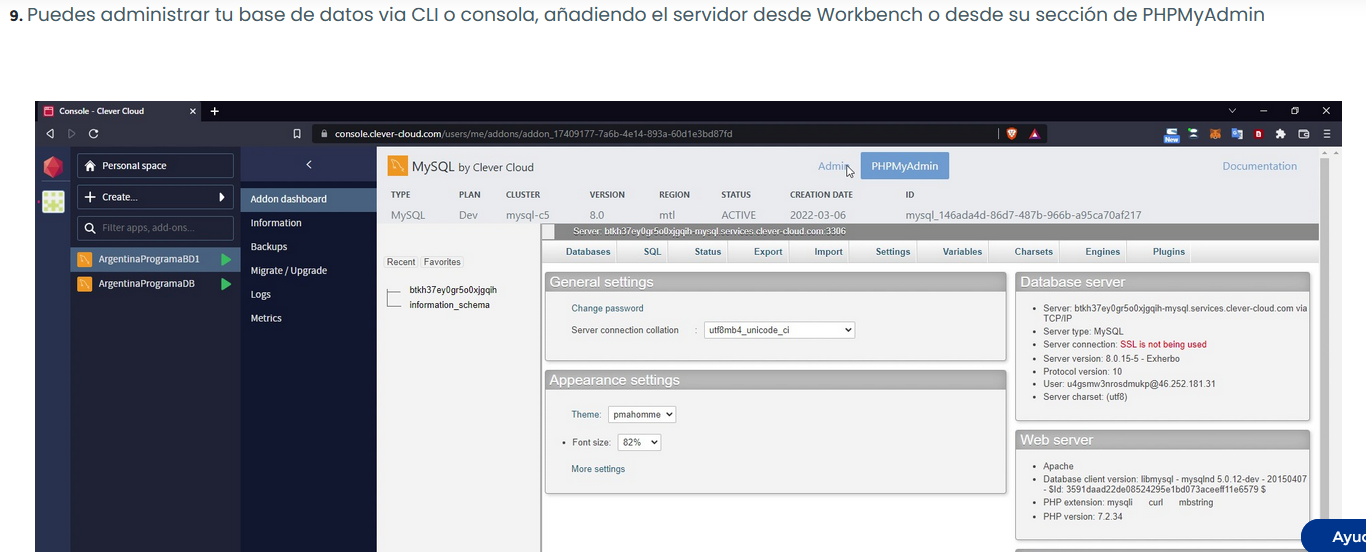 9. Puedes administrar tu base de datos via CLI o consola, añadiendo el servidor desde Workbench o desde su sección de PHPMyAdmin
Console - Clever Cloud
console.clever-cloud.com/users/me/addons/addon_17409177-7a6b-4e14-893a-60d1e3bd87fd
New
Personal space
Create...
Filter apps, add-ons...
ArgentinaProgramaBD1
ArgentinaProgramaDB
Addon dashboard
Information
Backups
Migrate / Upgrade
Logs
Metrics
MySQL by Clever Cloud
Admin
PHPMyAdmin
Documentation
TYPE PLAN CLUSTER VERSION REGION STATUS CREATION DATE ID
MySQL Dev mysql-c5 8.0 mtl ACTIVE 2022-03-06 mysql_146ada4d-86d7-487b-966b-a95ca70af217
Server: btkh37ey0gr5o0xjgqih-mysql.services.clever-cloud.com:3306
Databases SQL Status Export Import Settings Variables Charsets Engines Plugins
Recent Favorites
btkh37ey0gr5o0xjgqih
information_schema
General settings
Change password
Server connection collation : utf8mb4_unicode_ci
Appearance settings
Theme: pmahomme
• Font size: 82%
More settings
Database server
• Server: btkh37ey0gr5o0xjgqih-mysql.services.clever-cloud.com via
TCP/IP
• Server type: MySQL
• Server connection: SSL is not being used
• Server version: 8.0.15-5 - Exherbo
• Protocol version: 10
• User: u4gsmw3nrosdmukp@46.252.181.31
• Server charset: (utf8)
Web server
• Apache
• Database client version: libmysql - mysqlnd 5.0.12-dev - 20150407
- $Id: 3591daad22de08524295e1bd073aceeff11e6579 $
• PHP extension: mysqli curl mbstring
• PHP version: 7.2.34